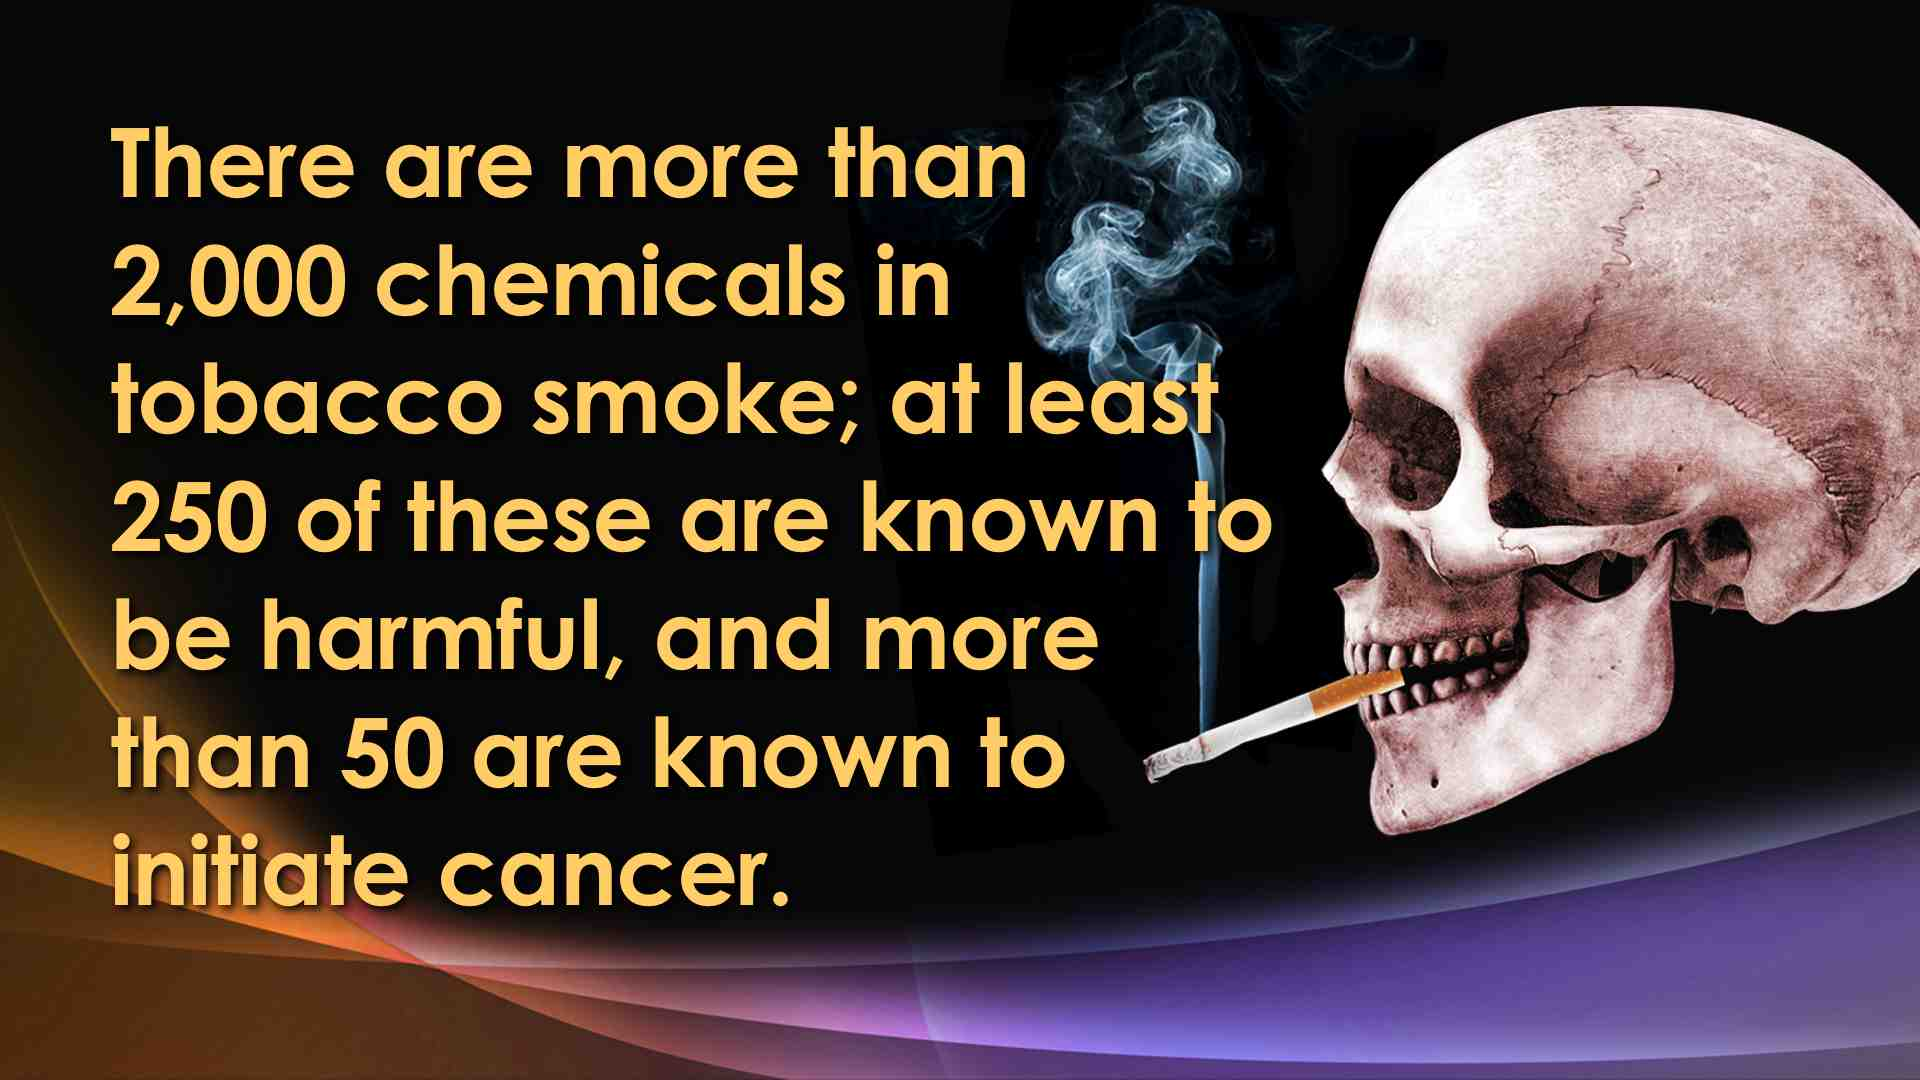 There are more than
2,000 chemicals in
tobacco smoke; at least
250 of these are known to
be harmful, and more
than 50 are known to
initiate cancer.